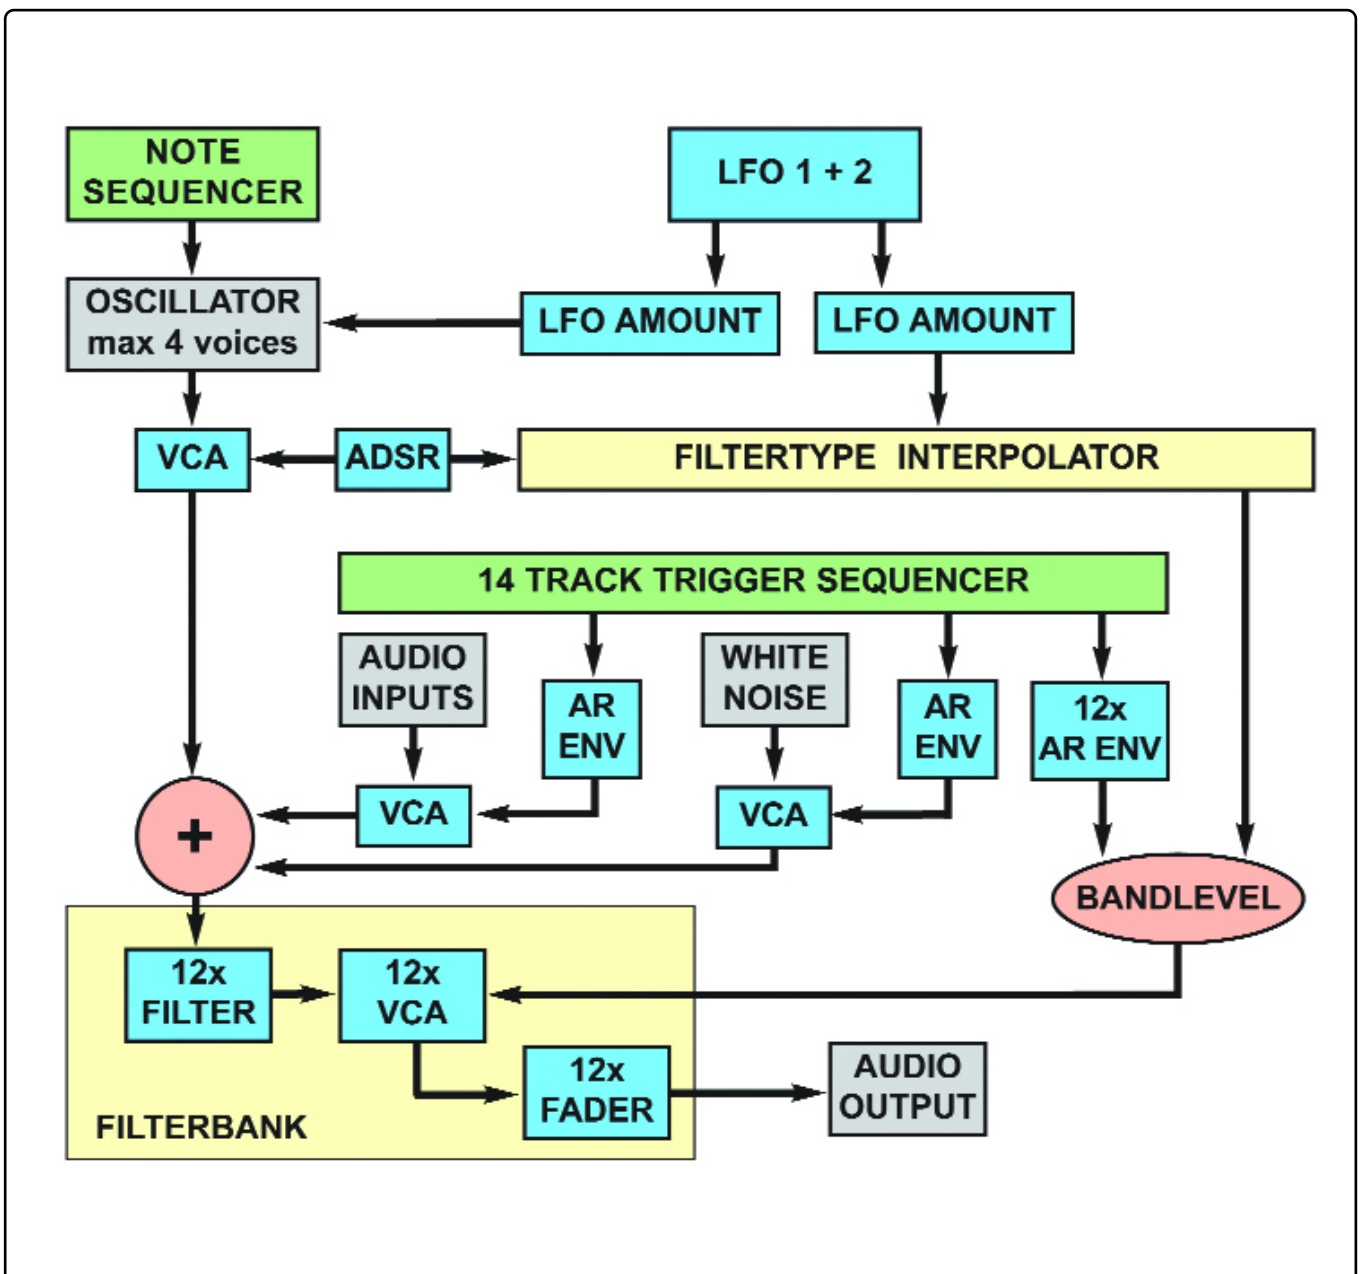 NOTE
SEQUENCER
LFO 1 + 2
OSCILLATOR
max 4 voices
LFO AMOUNT
LFO AMOUNT
VCA
ADSR
FILTERTYPE INTERPOLATOR
14 TRACK TRIGGER SEQUENCER
AUDIO
INPUTS
AR
ENV
WHITE
NOISE
AR
ENV
12x
AR ENV
VCA
VCA
+
BANDLEVEL
12x
FILTER
12x
VCA
12x
FADER
AUDIO
OUTPUT
FILTERBANK